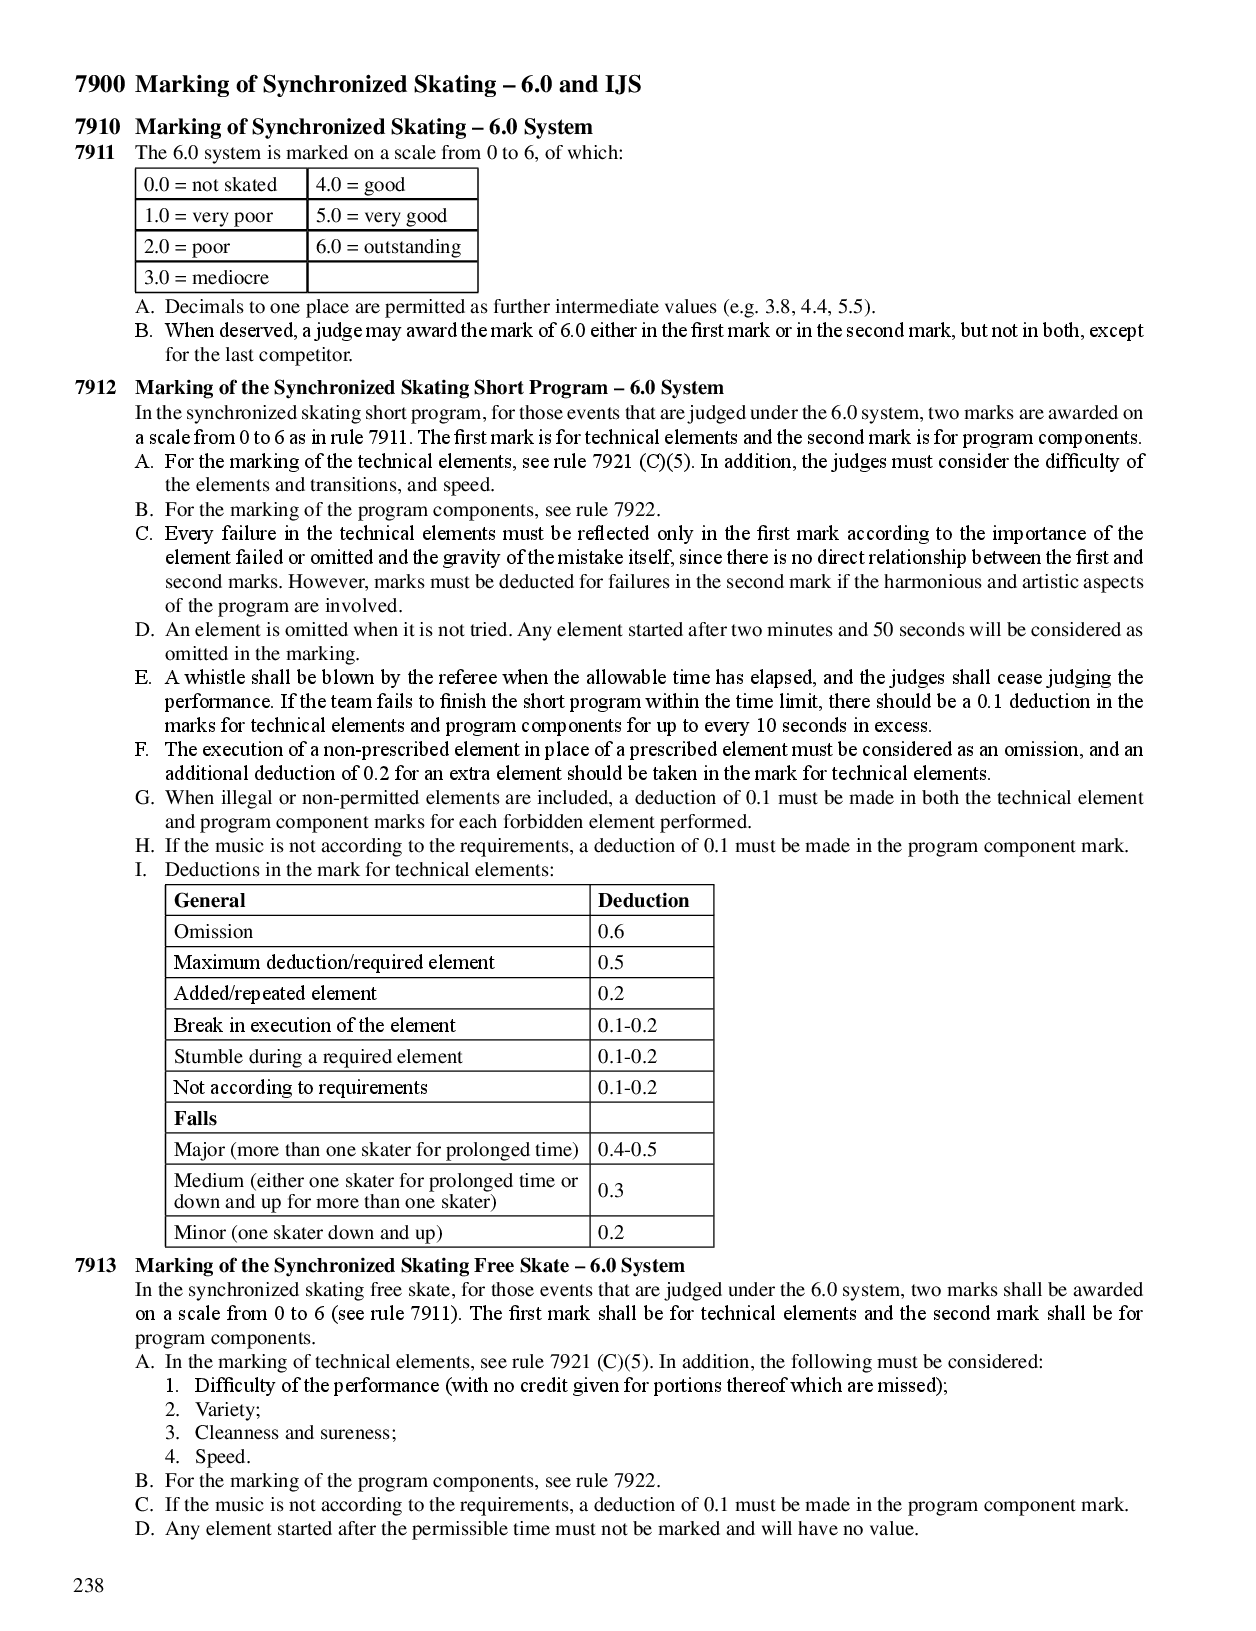 7900 Marking of Synchronized Skating – 6.0 and IJS
7910 Marking of Synchronized Skating – 6.0 System
7911 The 6.0 system is marked on a scale from 0 to 6, of which:
0.0 = not skated 4.0 = good
1.0 = very poor 5.0 = very good
2.0 = poor 6.0 = outstanding
3.0 = mediocre
A. Decimals to one place are permitted as further intermediate values (e.g. 3.8, 4.4, 5.5).
B. When deserved, a judge may award the mark of 6.0 either in the first mark or in the second mark, but not in both, except
for the last competitor.
7912 Marking of the Synchronized Skating Short Program – 6.0 System
In the synchronized skating short program, for those events that are judged under the 6.0 system, two marks are awarded on
a scale from 0 to 6 as in rule 7911. The first mark is for technical elements and the second mark is for program components.
A. For the marking of the technical elements, see rule 7921 (C)(5). In addition, the judges must consider the difficulty of
the elements and transitions, and speed.
B. For the marking of the program components, see rule 7922.
C. Every failure in the technical elements must be reflected only in the first mark according to the importance of the
element failed or omitted and the gravity of the mistake itself, since there is no direct relationship between the first and
second marks. However, marks must be deducted for failures in the second mark if the harmonious and artistic aspects
of the program are involved.
D. An element is omitted when it is not tried. Any element started after two minutes and 50 seconds will be considered as
omitted in the marking.
E. A whistle shall be blown by the referee when the allowable time has elapsed, and the judges shall cease judging the
performance. If the team fails to finish the short program within the time limit, there should be a 0.1 deduction in the
marks for technical elements and program components for up to every 10 seconds in excess.
F. The execution of a non-prescribed element in place of a prescribed element must be considered as an omission, and an
additional deduction of 0.2 for an extra element should be taken in the mark for technical elements.
G. When illegal or non-permitted elements are included, a deduction of 0.1 must be made in both the technical element
and program component marks for each forbidden element performed.
H. If the music is not according to the requirements, a deduction of 0.1 must be made in the program component mark.
I. Deductions in the mark for technical elements:
General Deduction
Omission 0.6
Maximum deduction/required element 0.5
Added/repeated element 0.2
Break in execution of the element 0.1-0.2
Stumble during a required element 0.1-0.2
Not according to requirements 0.1-0.2
Falls
Major (more than one skater for prolonged time) 0.4-0.5
Medium (either one skater for prolonged time or
down and up for more than one skater) 0.3
Minor (one skater down and up) 0.2
7913 Marking of the Synchronized Skating Free Skate – 6.0 System
In the synchronized skating free skate, for those events that are judged under the 6.0 system, two marks shall be awarded
on a scale from 0 to 6 (see rule 7911). The first mark shall be for technical elements and the second mark shall be for
program components.
A. In the marking of technical elements, see rule 7921 (C)(5). In addition, the following must be considered:
1. Difficulty of the performance (with no credit given for portions thereof which are missed);
2. Variety;
3. Cleanness and sureness;
4. Speed.
B. For the marking of the program components, see rule 7922.
C. If the music is not according to the requirements, a deduction of 0.1 must be made in the program component mark.
D. Any element started after the permissible time must not be marked and will have no value.
238